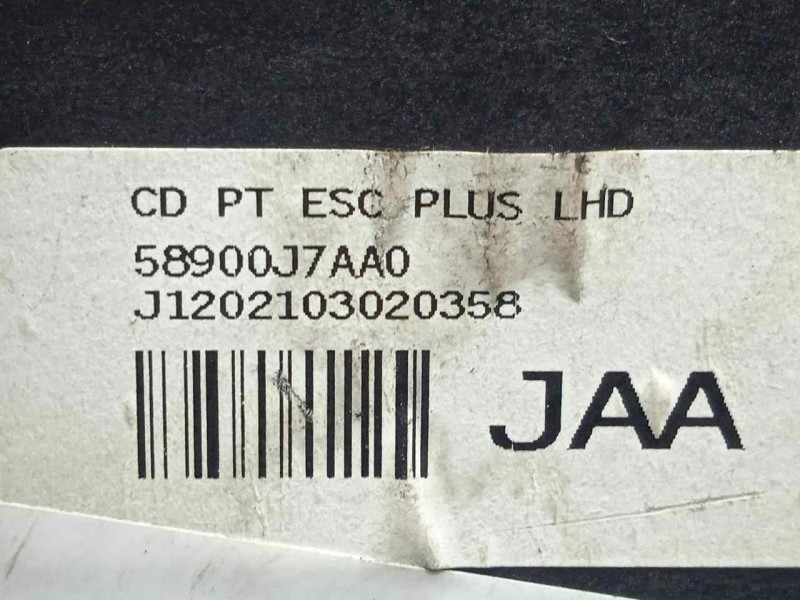 CD PT ESC PLUS LHD
58900J7AA0
J1202103020358
JAA